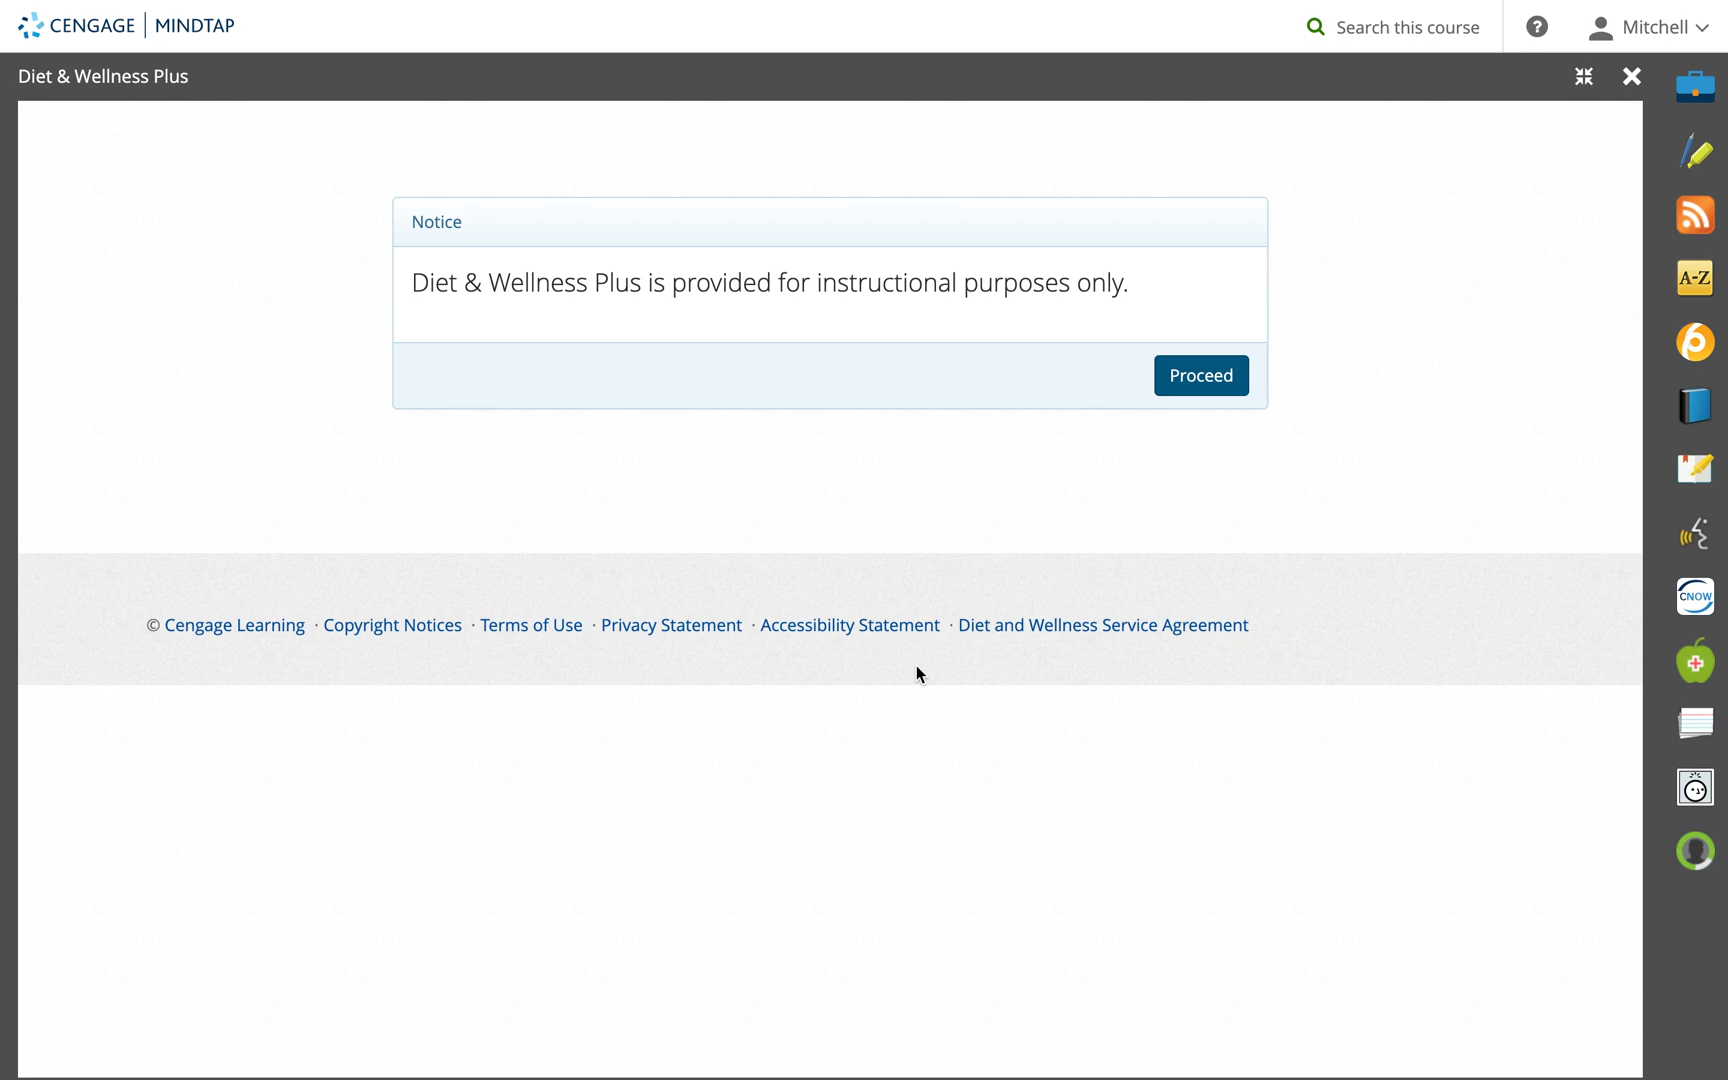 CENGAGE | MINDTAP
Search this course
?
Mitchell
Diet & Wellness Plus
Notice
Diet & Wellness Plus is provided for instructional purposes only.
Proceed
© Cengage Learning · Copyright Notices · Terms of Use · Privacy Statement · Accessibility Statement · Diet and Wellness Service Agreement
A-Z
CNOW